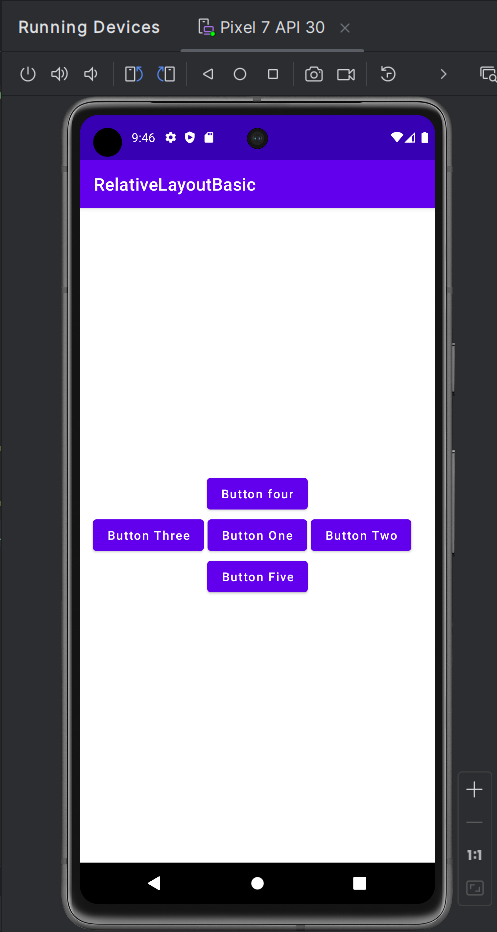 Running Devices
Pixel 7 API 30
9:46
RelativeLayoutBasic
Button four
Button Three
Button One
Button Two
Button Five
1:1